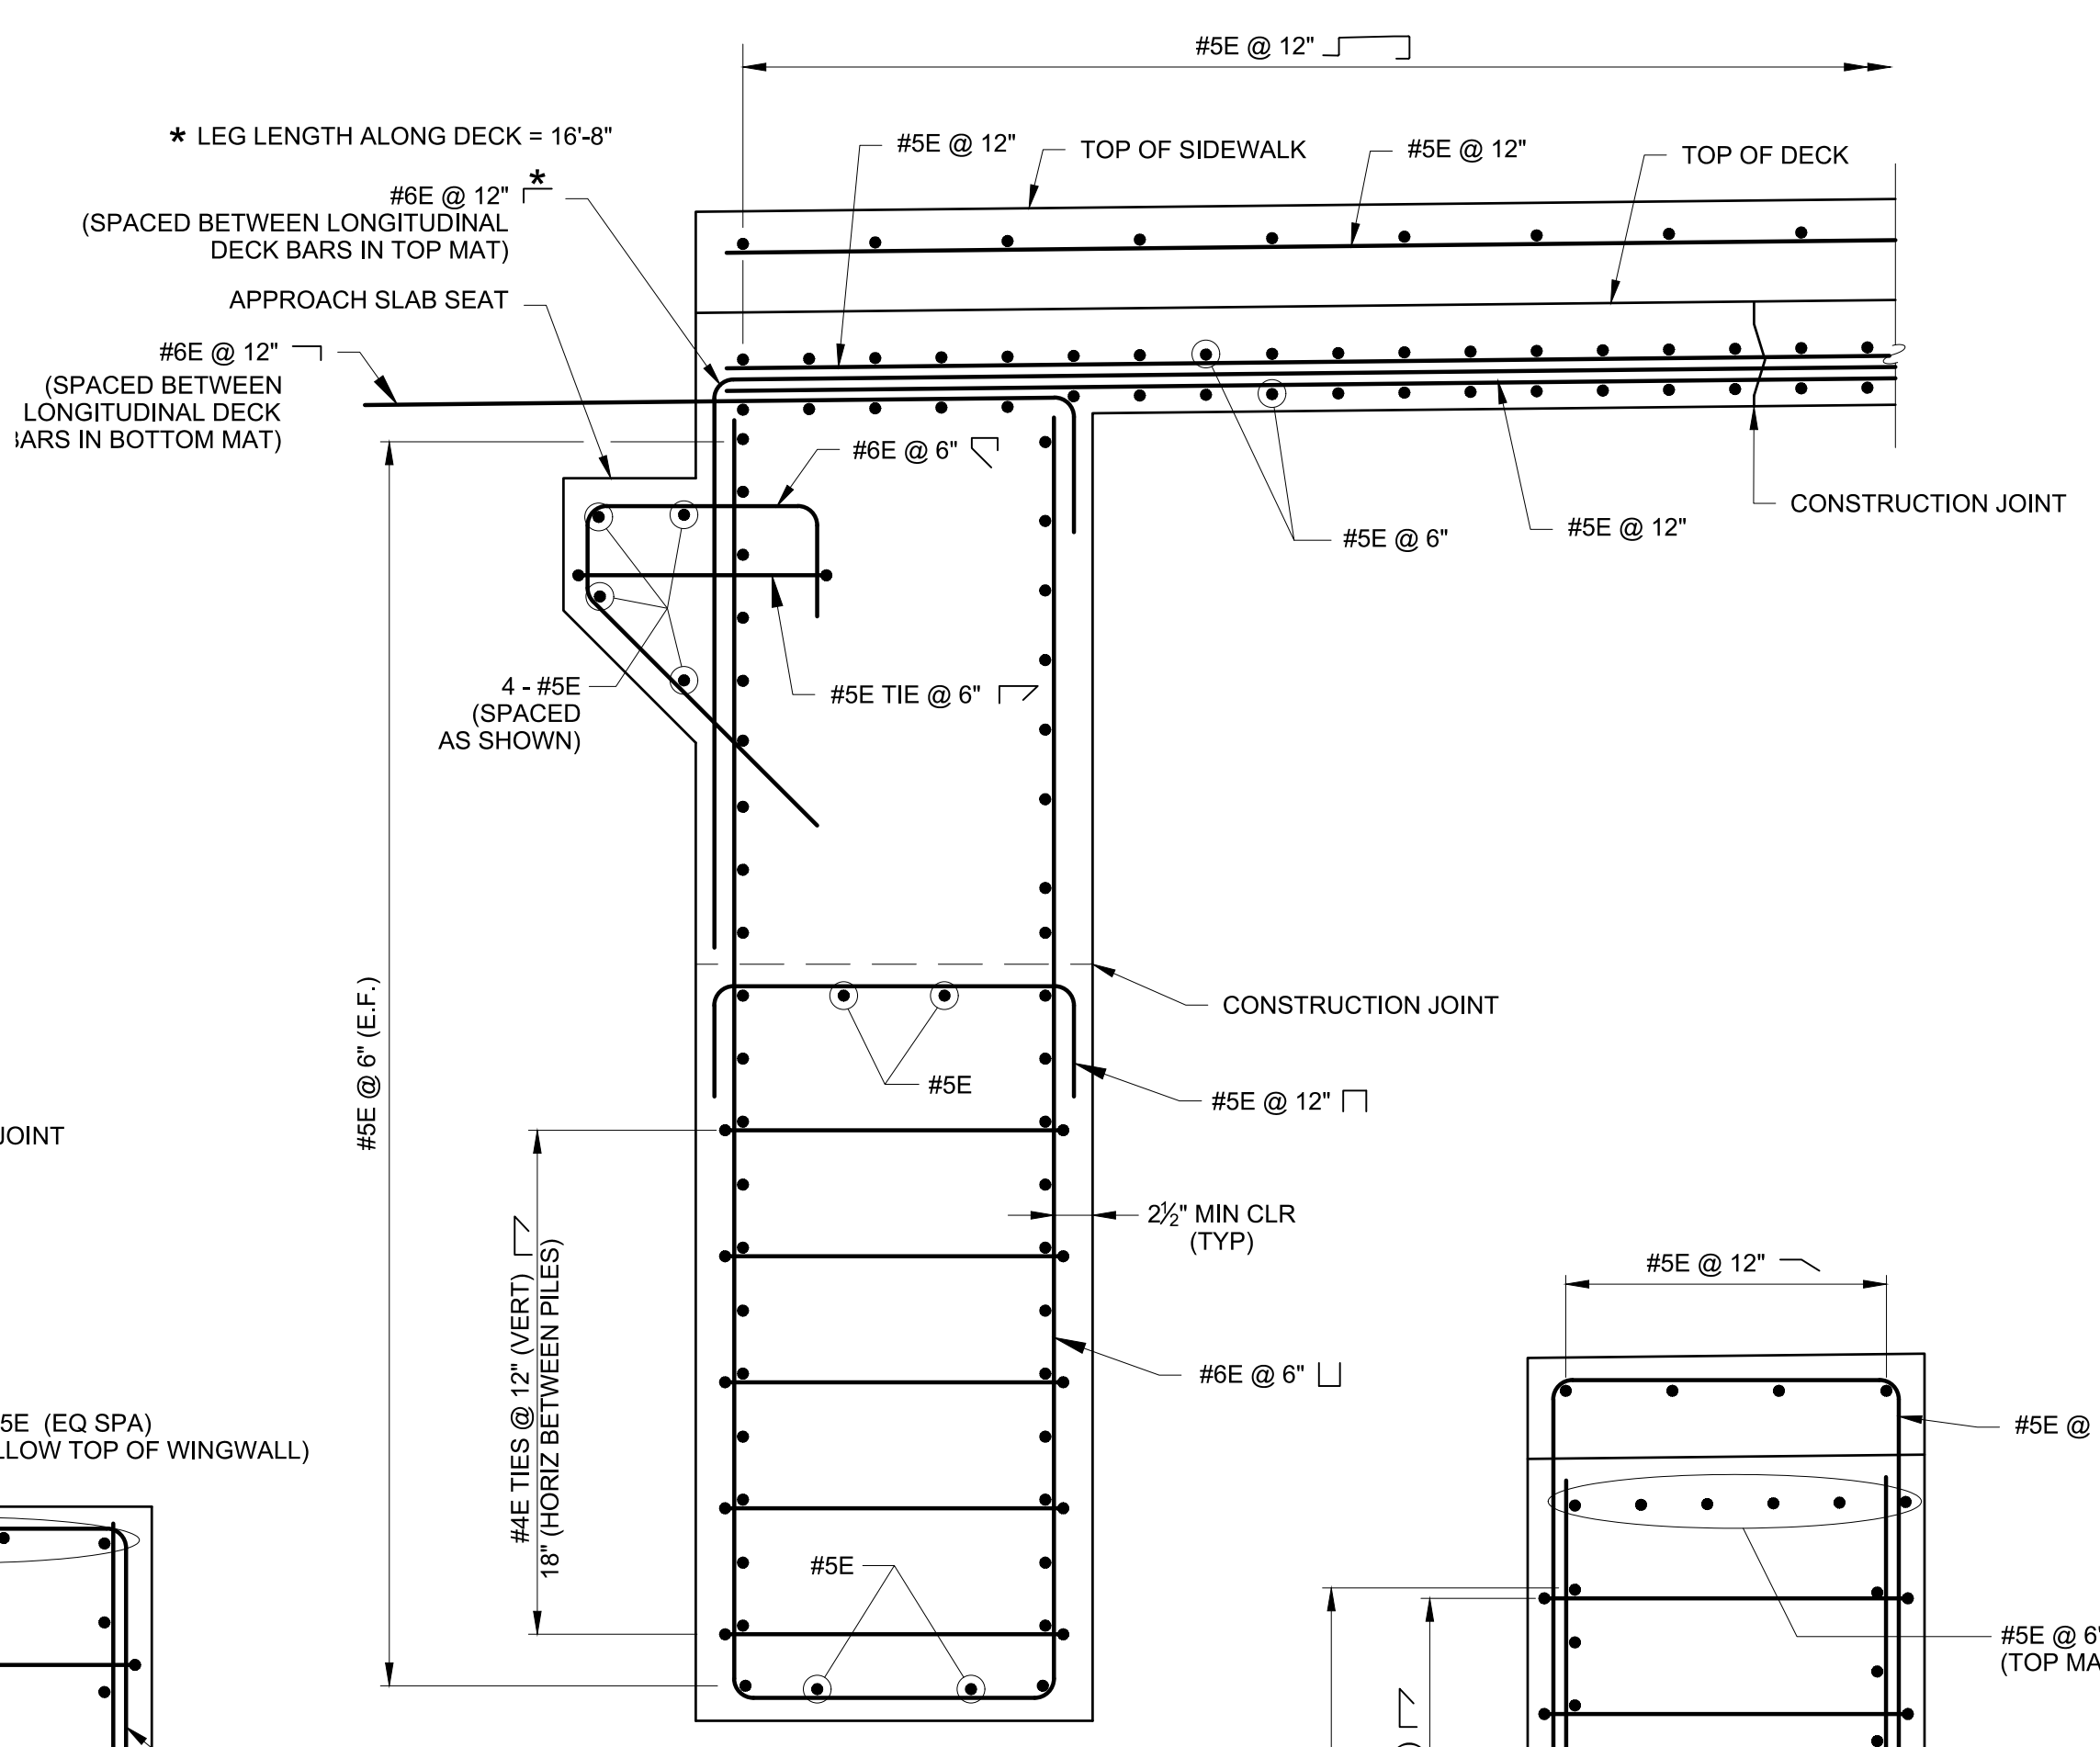 #5E @ 12"
* LEG LENGTH ALONG DECK = 16'-8"
#5E @ 12"
TOP OF SIDEWALK
#5E @ 12"
TOP OF DECK
#6E @ 12" *
(SPACED BETWEEN LONGITUDINAL
DECK BARS IN TOP MAT)
APPROACH SLAB SEAT
#6E @ 12"
(SPACED BETWEEN
LONGITUDINAL DECK
BARS IN BOTTOM MAT)
#6E @ 6"
CONSTRUCTION JOINT
#5E @ 6"
#5E @ 12"
4 - #5E
(SPACED
AS SHOWN)
#5E TIE @ 6"
#5E @ 6" (E.F.)
CONSTRUCTION JOINT
#5E
#5E @ 12"
JOINT
2½" MIN CLR
(TYP)
#4E TIES @ 12" (VERT)
18" (HORIZ BETWEEN PILES)
#5E @ 12"
#6E @ 6"
5E (EQ SPA)
LLOW TOP OF WINGWALL)
#5E @
#5E
#5E @ 6"
(TOP MA